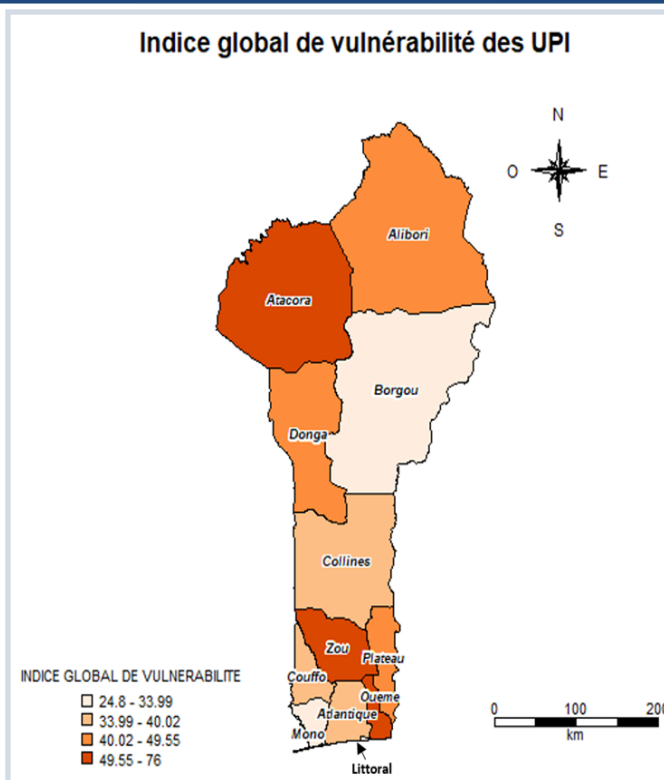 Indice global de vulnérabilité des UPI
N
O
E
S
Alibori
Atacora
Borgou
Donga
Collines
Zou
Plateau
Couffo
Oueme
Atlantique
Mono
Littoral
INDICE GLOBAL DE VULNERABILITE
24.8 - 33.99
33.99 - 40.02
40.02 - 49.55
49.55 - 76
0 100 200
km